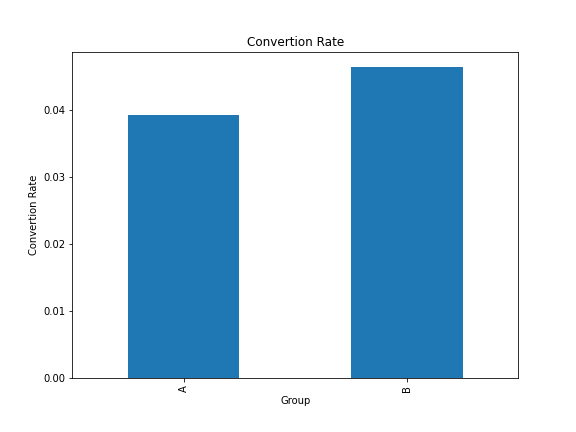 Convertion Rate
Convertion Rate
0.04
0.03
0.02
0.01
0.00
A
B
Group